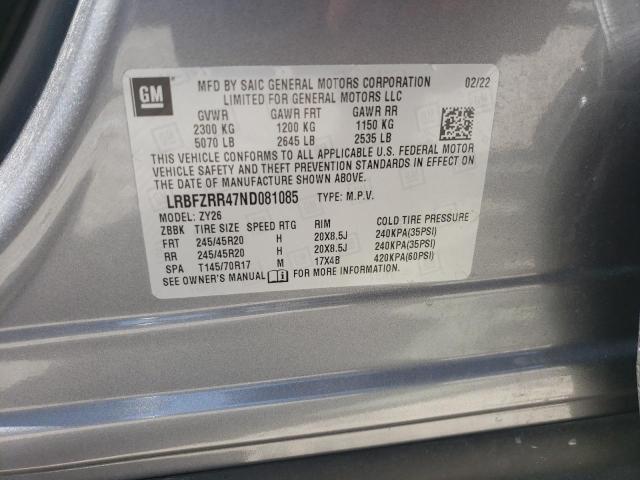 GM
MFD BY SAIC GENERAL MOTORS CORPORATION 02/22
LIMITED FOR GENERAL MOTORS LLC
GVWR GAWR FRT GAWR RR
2300 KG 1200 KG 1150 KG
5070 LB 2645 LB 2535 LB
THIS VEHICLE CONFORMS TO ALL APPLICABLE U.S. FEDERAL MOTOR
VEHICLE SAFETY AND THEFT PREVENTION STANDARDS IN EFFECT ON
THE DATE OF MANUFACTURE SHOWN ABOVE.
LRBFZRR47ND081085 TYPE: M.P.V.
MODEL: ZY26
ZBBK TIRE SIZE SPEED RTG RIM COLD TIRE PRESSURE
FRT 245/45R20 H 20X8.5J 240KPA(35PSI)
RR 245/45R20 H 20X8.5J 240KPA(35PSI)
SPA T145/70R17 M 17X4B 420KPA(60PSI)
SEE OWNER'S MANUAL FOR MORE INFORMATION